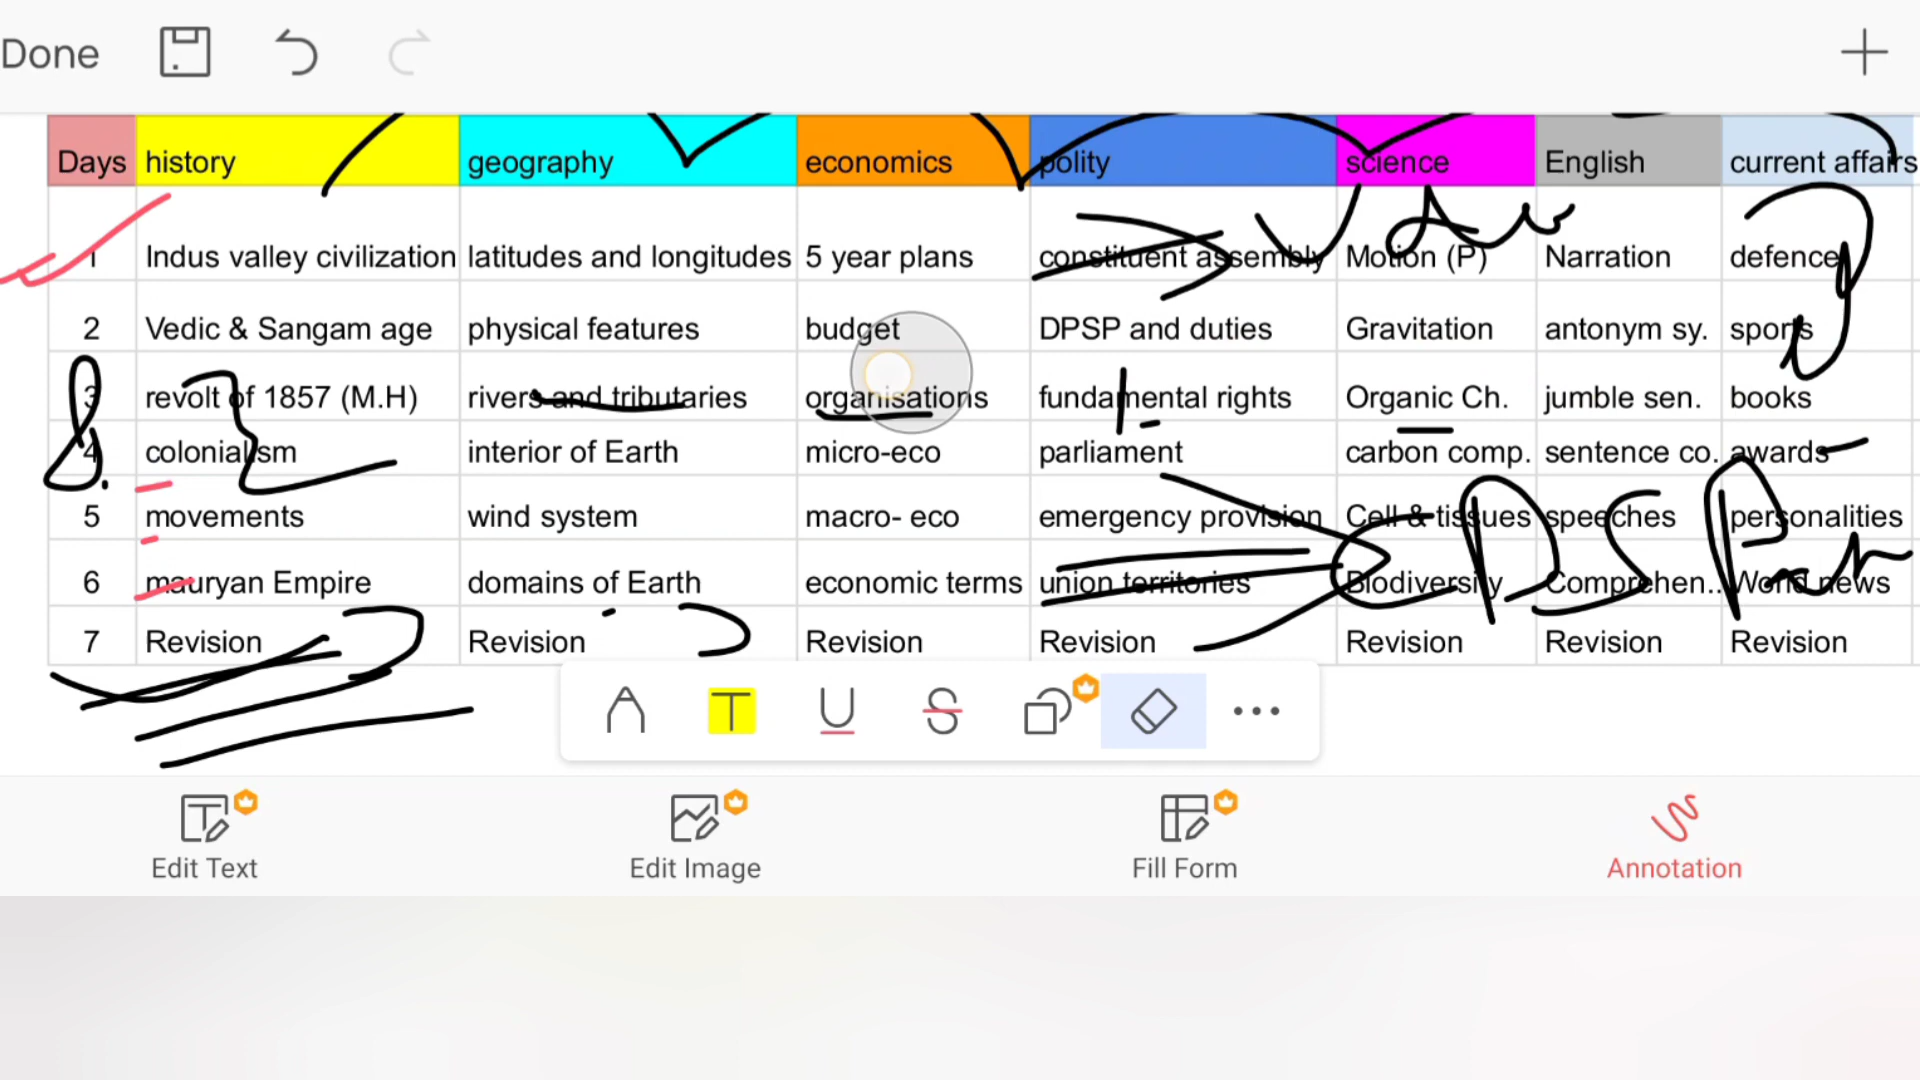 Done
Days history geography economics polity science English current affairs
1 Indus valley civilization latitudes and longitudes 5 year plans constituent assembly Motion (P) Narration defence
2 Vedic & Sangam age physical features budget DPSP and duties Gravitation antonym sy. sports
3 revolt of 1857 (M.H) rivers and tributaries organisations fundamental rights Organic Ch. jumble sen. books
4 colonialism interior of Earth micro-eco parliament carbon comp. sentence co. awards
5 movements wind system macro- eco emergency provision Cell & tissues speeches personalities
6 mauryan Empire domains of Earth economic terms union territories Biodiversity Comprehen.. World news
7 Revision Revision Revision Revision Revision Revision Revision
CDS
Edit Text Edit Image Fill Form Annotation